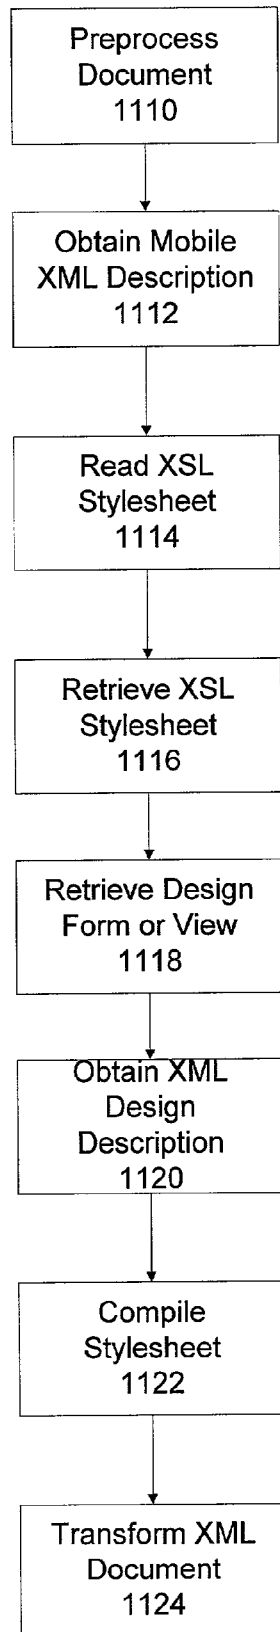 Preprocess
Document
1110
Obtain Mobile
XML Description
1112
Read XSL
Stylesheet
1114
Retrieve XSL
Stylesheet
1116
Retrieve Design
Form or View
1118
Obtain XML
Design
Description
1120
Compile
Stylesheet
1122
Transform XML
Document
1124